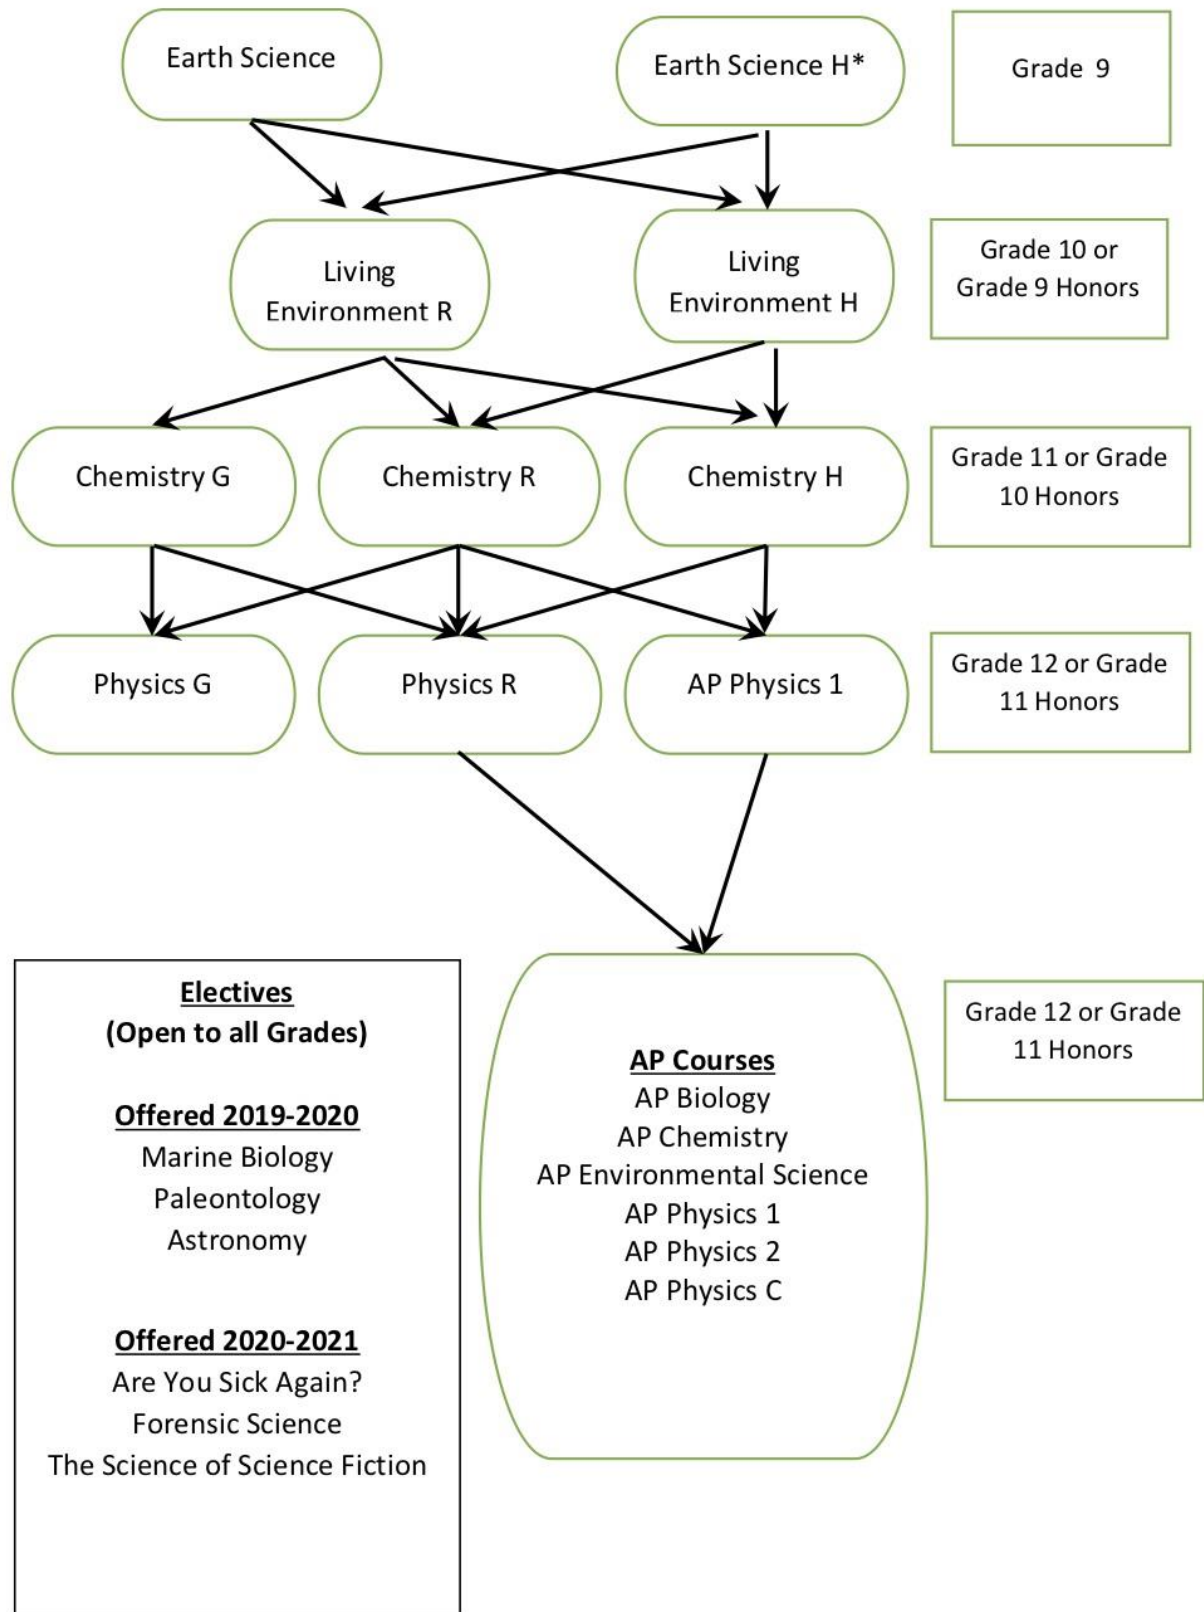 Earth Science
Earth Science H*
Grade 9
Living
Environment R
Living
Environment H
Grade 10 or
Grade 9 Honors
Chemistry G
Chemistry R
Chemistry H
Grade 11 or Grade
10 Honors
Physics G
Physics R
AP Physics 1
Grade 12 or Grade
11 Honors
Electives
(Open to all Grades)
Offered 2019-2020
Marine Biology
Paleontology
Astronomy
Offered 2020-2021
Are You Sick Again?
Forensic Science
The Science of Science Fiction
AP Courses
AP Biology
AP Chemistry
AP Environmental Science
AP Physics 1
AP Physics 2
AP Physics C
Grade 12 or Grade
11 Honors